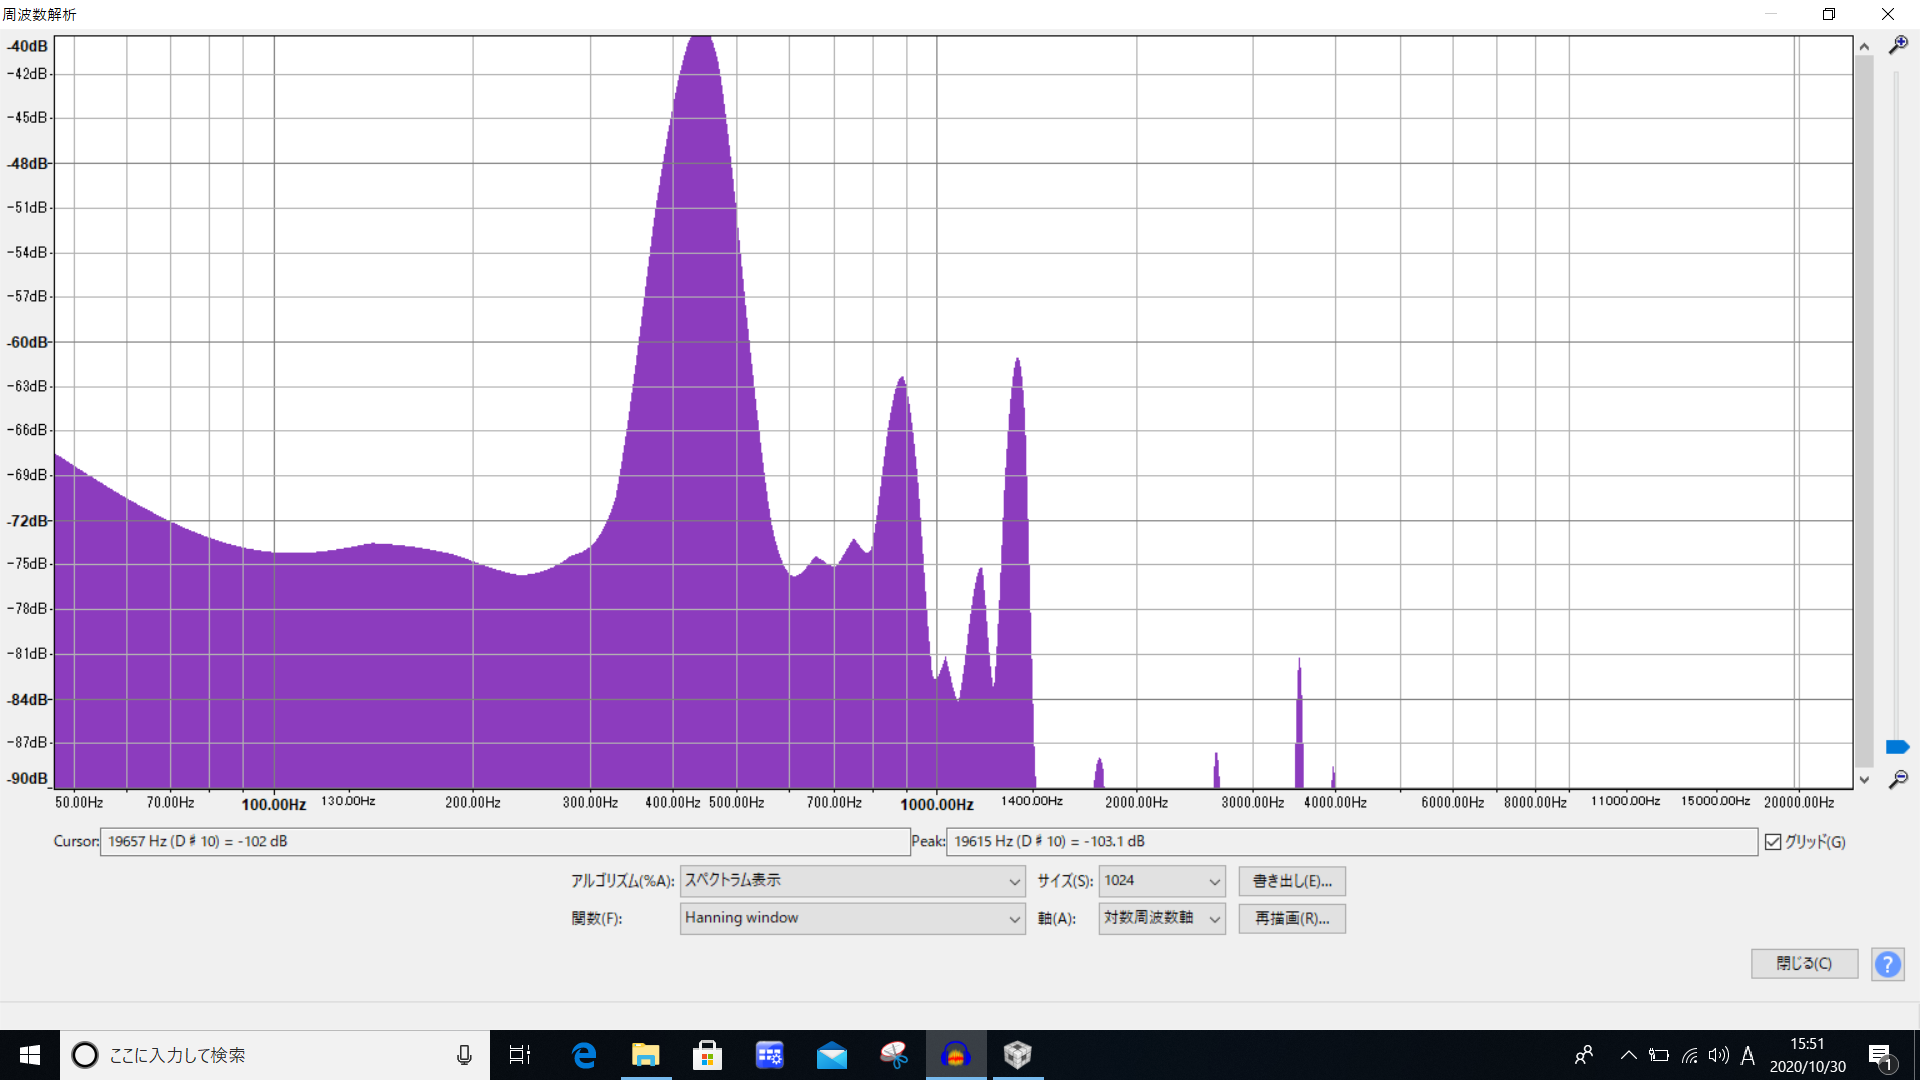 周波数解析
-40dB
-42dB
-45dB
-48dB
-51dB
-54dB
-57dB
-60dB
-63dB
-66dB
-69dB
-72dB
-75dB
-78dB
-81dB
-84dB
-87dB
-90dB
50.00Hz 70.00Hz 100.00Hz 130.00Hz 200.00Hz 300.00Hz 400.00Hz 500.00Hz 700.00Hz 1000.00Hz 1400.00Hz 2000.00Hz 3000.00Hz 4000.00Hz 6000.00Hz 8000.00Hz 11000.00Hz 15000.00Hz 20000.00Hz
Cursor: 19657 Hz (D♯10) = -102 dB Peak: 19615 Hz (D♯10) = -103.1 dB グリッド(G)
アルゴリズム(%A): スペクトラム表示 サイズ(S): 1024 書き出し(E)...
関数(F): Hanning window 軸(A): 対数周波数軸 再描画(R)...
閉じる(C) ?
ここに入力して検索 A 15:51
2020/10/30 1